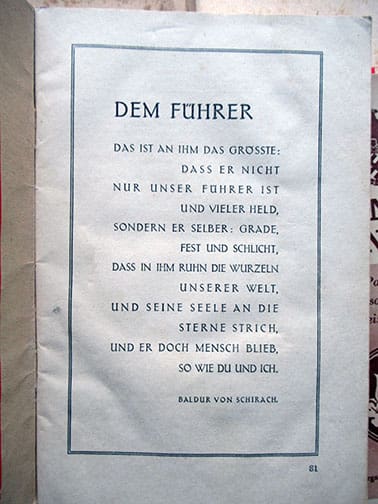 DEM FÜHRER
DAS IST AN IHM DAS GRÖSSTE:
DASS ER NICHT
NUR UNSER FÜHRER IST
UND VIELER HELD,
SONDERN ER SELBER: GRADE,
FEST UND SCHLICHT,
DASS IN IHM RUHN DIE WURZELN
UNSERER WELT,
UND SEINE SEELE AN DIE
STERNE STRICH,
UND ER DOCH MENSCH BLIEB,
SO WIE DU UND ICH.
BALDUR VON SCHIRACH.
81